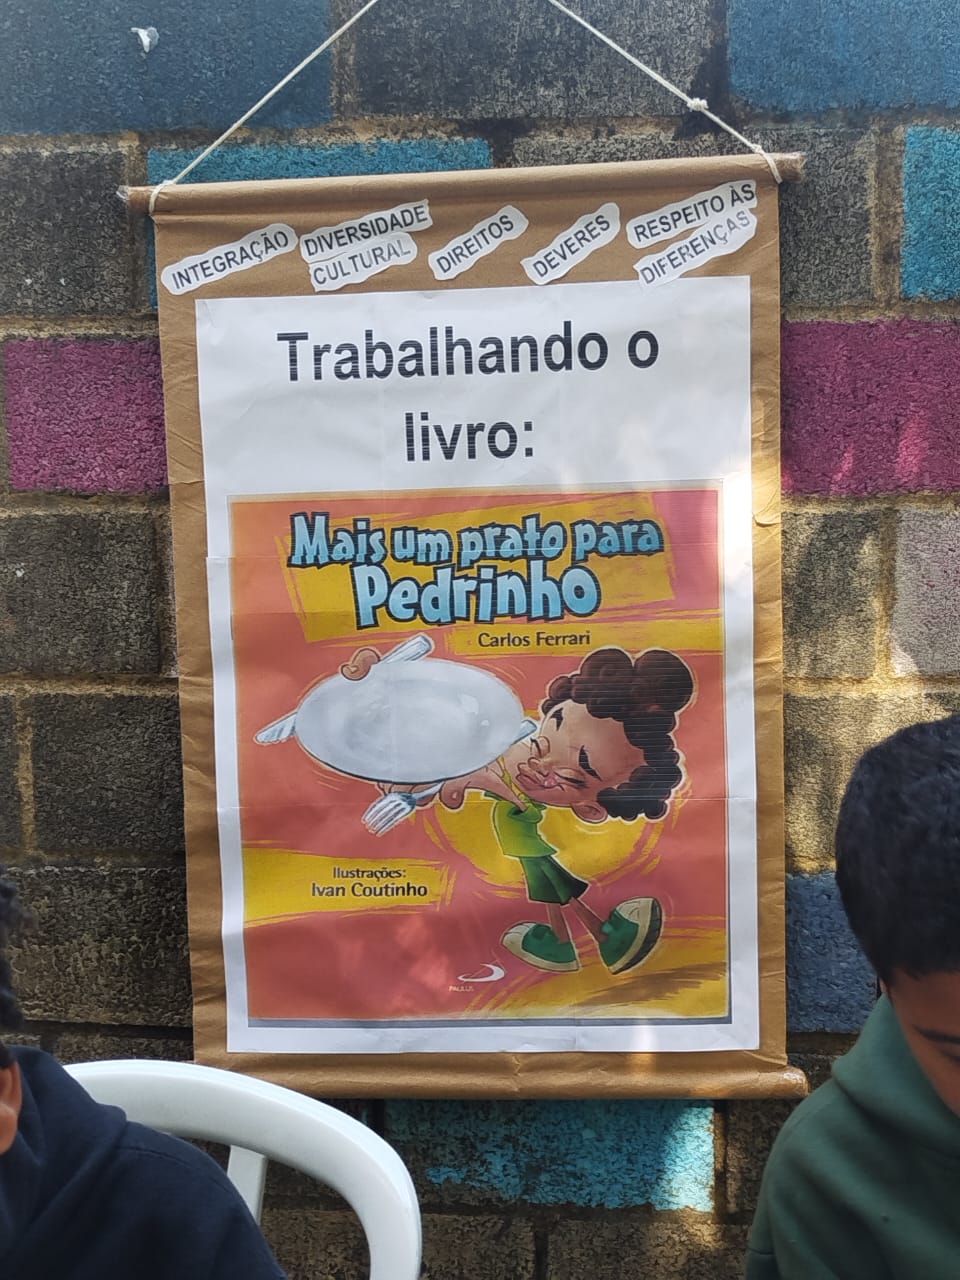 INTEGRAÇÃO
DIVERSIDADE
CULTURAL
DIREITOS
DEVERES
RESPEITO ÀS
DIFERENÇAS
Trabalhando o
livro:
Mais um prato para
Pedrinho
Carlos Ferrari
Ilustrações:
Ivan Coutinho
PAULUS